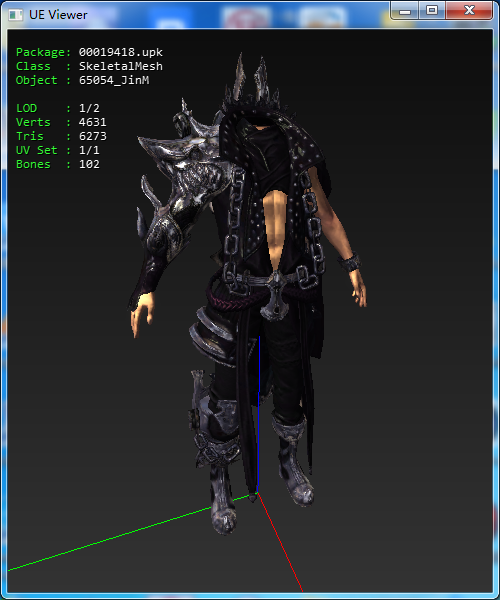 UE Viewer
Package: 00019418.upk
Class : SkeletalMesh
Object : 65054_JinM
LOD : 1/2
Verts : 4631
Tris : 6273
UV Set : 1/1
Bones : 102